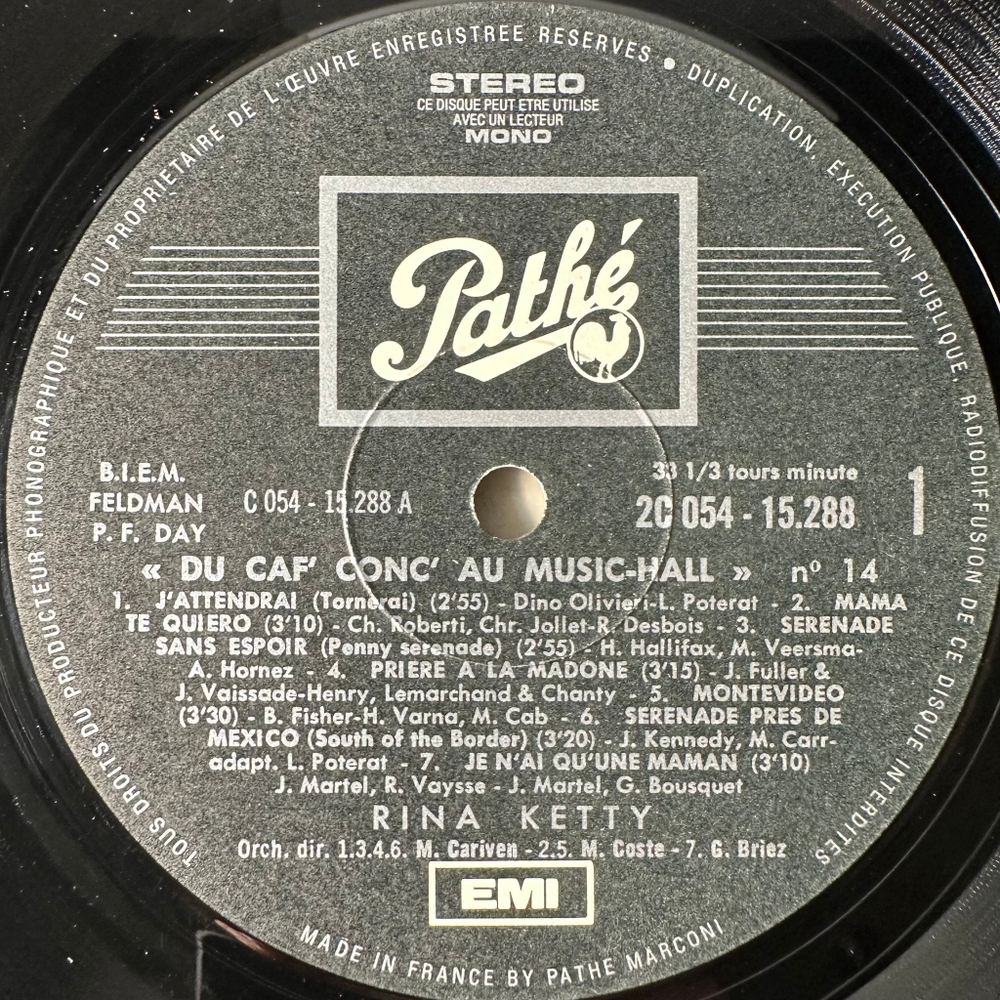 TOUS DROITS DU PRODUCTEUR PHONOGRAPHIQUE ET DU PROPRIETAIRE DE L'ŒUVRE ENREGISTREE RESERVES • DUPLICATION, EXECUTION PUBLIQUE, RADIODIFFUSION DE CE DISQUE INTERDITES
STEREO
CE DISQUE PEUT ETRE UTILISE
AVEC UN LECTEUR
MONO
Pathé
B.I.E.M.
FELDMAN
P. F. DAY
C 054 - 15.288 A
33 1/3 tours minute
2C 054 - 15.288
1
« DU CAF' CONC' AU MUSIC-HALL » nº 14
1. J'ATTENDRAI (Tornerai) (2'55) - Dino Olivieri-L. Poterat - 2. MAMA
TE QUIERO (3'10) - Ch. Roberti, Chr. Jollet-R. Desbois - 3. SERENADE
SANS ESPOIR (Penny serenade) (2'55) - H. Hallifax, M. Veersma-
A. Hornez - 4. PRIERE A LA MADONE (3'15) - J. Fuller &
J. Vaissade-Henry, Lemarchand & Chanty - 5. MONTEVIDEO
(3'30) - B. Fisher-H. Varna, M. Cab - 6. SERENADE PRES DE
MEXICO (South of the Border) (3'20) - J. Kennedy, M. Carr-
adapt. L. Poterat - 7. JE N'AI QU'UNE MAMAN (3'10)
J. Martel, R. Vaysse - J. Martel, G. Bousquet
RINA KETTY
Orch. dir. 1.3.4.6. M. Cariven - 2.5. M. Coste - 7. G. Briez
EMI
MADE IN FRANCE BY PATHE MARCONI